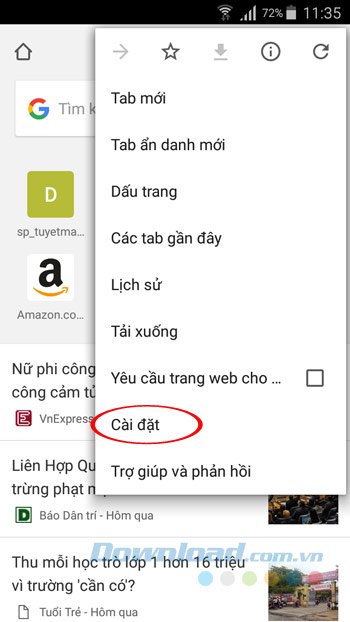 72% 11:35
Tìm k
Tab mới
Tab ẩn danh mới
Dấu trang
Các tab gần đây
Lịch sử
Tải xuống
Yêu cầu trang web cho ...
Cài đặt
Trợ giúp và phản hồi
D
sp_tuyetma...
a
Amazon.co...
Nữ phi công
công cảm tủ
E VnExpress
Liên Hợp Qu
trừng phạt m
D Báo Dân trí - Hôm qua
Thu mỗi học trò lớp 1 hơn 16 triệu
vì trường 'cần có'?
Tuổi Trẻ - Hôm qua
Download.com.vn